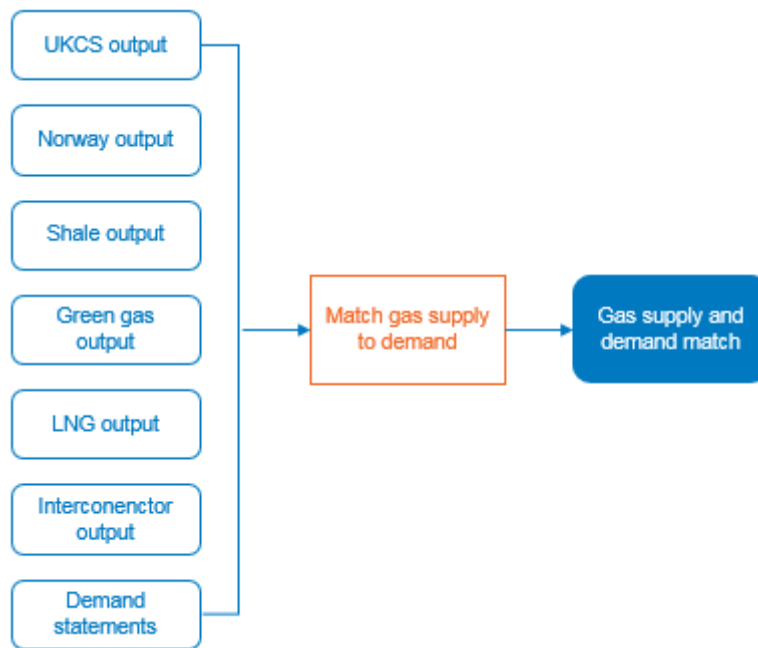 UKCS output
Norway output
Shale output
Green gas
output
LNG output
Interconenctor
output
Demand
statements
Match gas supply
to demand
Gas supply and
demand match